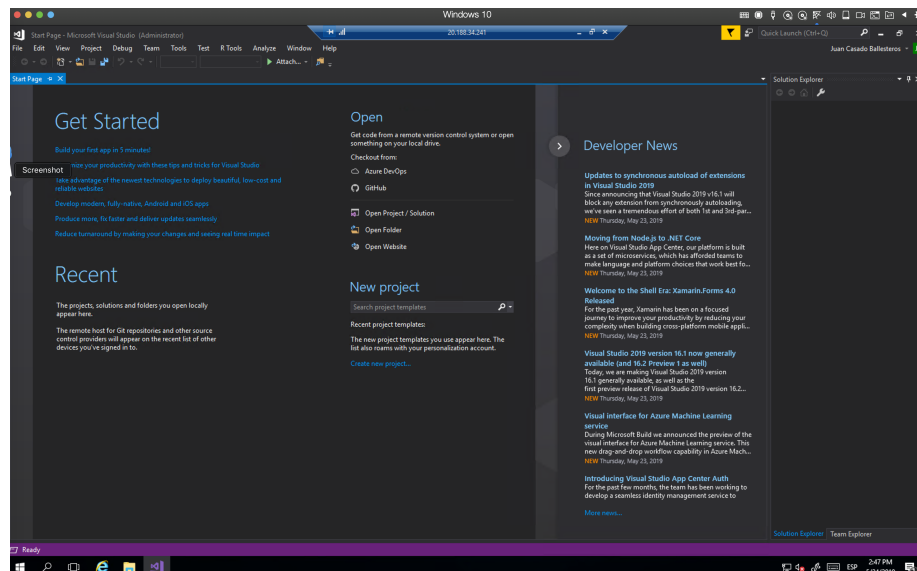 Windows 10
Start Page - Microsoft Visual Studio (Administrator)
20.188.34.241
Quick Launch (Ctrl+Q)
File Edit View Project Debug Team Tools Test R Tools Analyze Window Help
Juan Casado Ballesteros
Attach...
Start Page
Solution Explorer
Get Started
Build your first app in 5 minutes!
your productivity with these tips and tricks for Visual Studio
Screenshot
Take advantage of the newest technologies to deploy beautiful, low-cost and
reliable websites
Develop modern, fully-native, Android and iOS apps
Produce more, fix faster and deliver updates seamlessly
Reduce turnaround by making your changes and seeing real time impact
Recent
The projects, solutions and folders you open locally
appear here.
The remote host for Git repositories and other source
control providers will appear on the recent list of other
devices you've signed in to.
Open
Get code from a remote version control system or open
something on your local drive.
Checkout from:
Azure DevOps
GitHub
Open Project / Solution
Open Folder
Open Website
New project
Search project templates
Recent project templates:
The new project templates you use appear here. The
list also roams with your personalization account.
Create new project...
Developer News
Updates to synchronous autoload of extensions
in Visual Studio 2019
Since announcing that Visual Studio 2019 v16.1 will
block any extension from synchronously autoloading,
we've seen a tremendous effort of both 1st and 3rd-par...
NEW Thursday, May 23, 2019
Moving from Node.js to .NET Core
Here on Visual Studio App Center, our platform is built
as a set of microservices, which has afforded teams to
make language and platform choices that work best fo...
NEW Thursday, May 23, 2019
Welcome to the Shell Era: Xamarin.Forms 4.0
Released
For the past year, Xamarin has been on a focused
journey to improve your productivity by reducing your
complexity when building cross-platform mobile appli...
NEW Thursday, May 23, 2019
Visual Studio 2019 version 16.1 now generally
available (and 16.2 Preview 1 as well)
Today, we are making Visual Studio 2019 version
16.1 generally available, as well as the
first preview release of Visual Studio 2019 version 16.2...
NEW Thursday, May 23, 2019
Visual interface for Azure Machine Learning
service
During Microsoft Build we announced the preview of the
visual interface for Azure Machine Learning service. This
new drag-and-drop workflow capability in Azure Mach...
NEW Thursday, May 23, 2019
Introducing Visual Studio App Center Auth
For the past few months, the team has been working to
develop a seamless identity management service to
More news...
Solution Explorer Team Explorer
Ready
ESP
2:47 PM